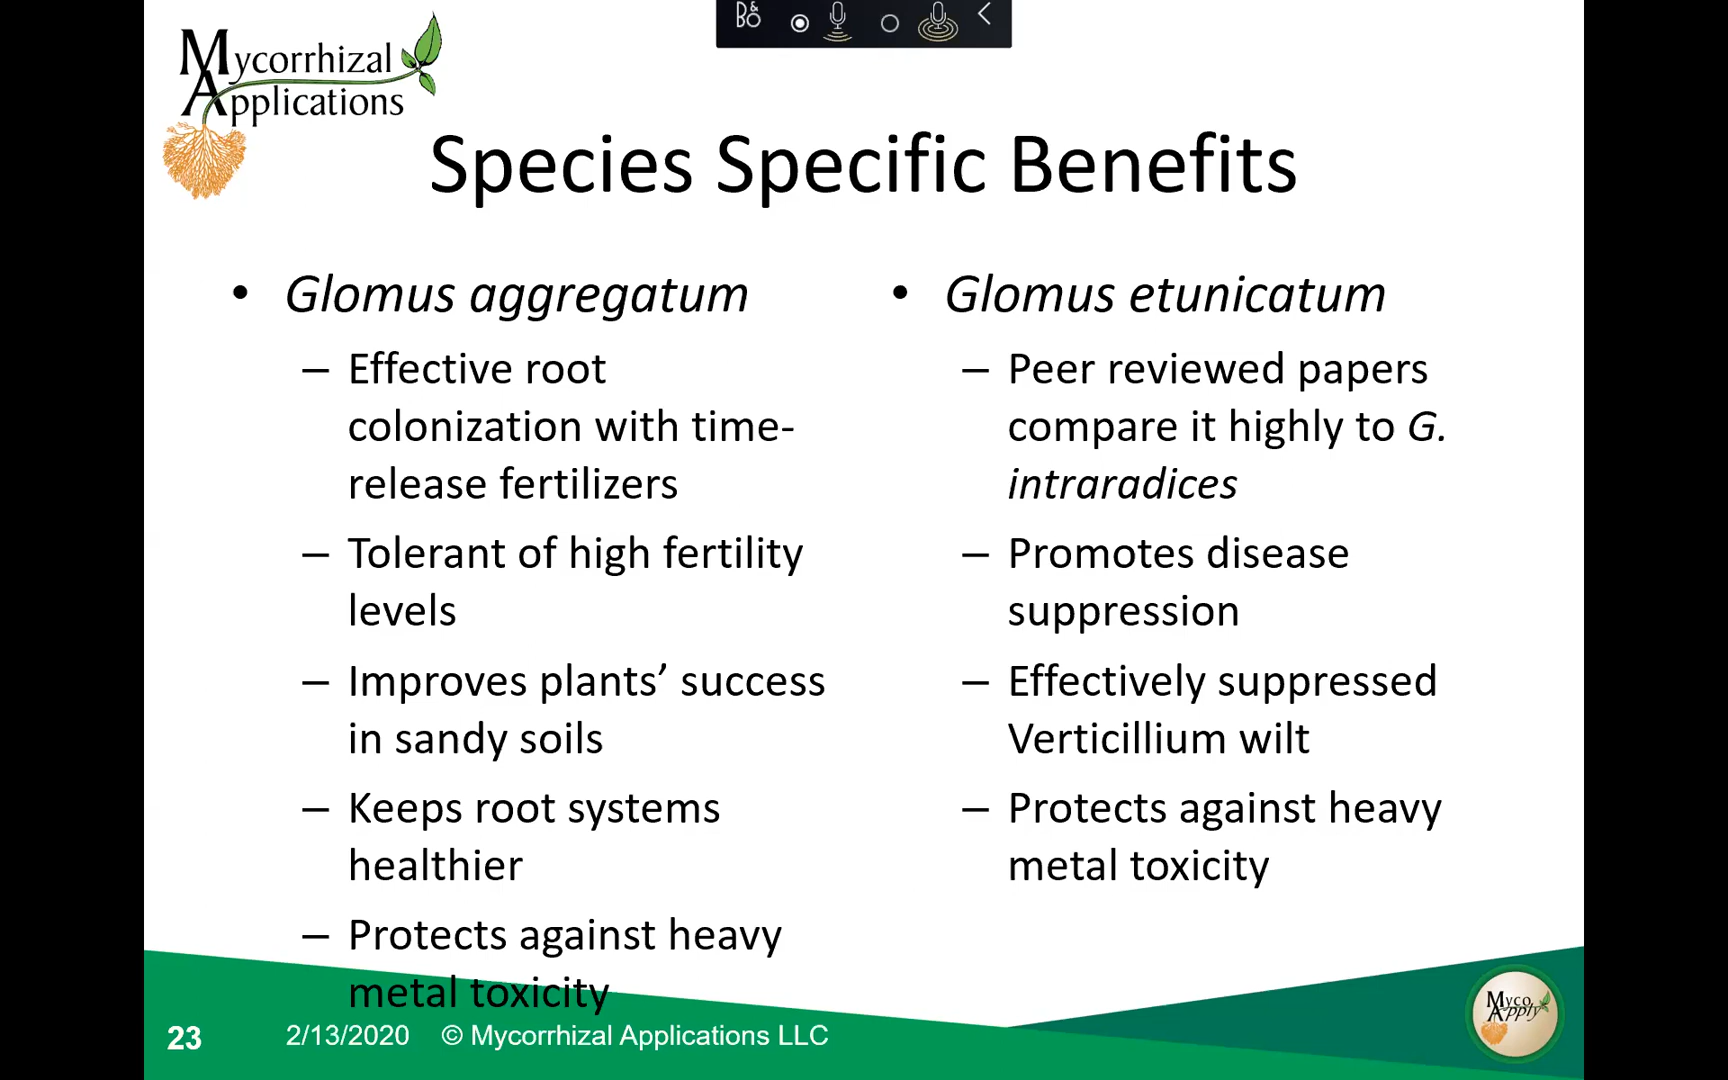 B&O
Mycorrhizal
Applications
Species Specific Benefits
• Glomus aggregatum
– Effective root
colonization with time-
release fertilizers
– Tolerant of high fertility
levels
– Improves plants’ success
in sandy soils
– Keeps root systems
healthier
– Protects against heavy
metal toxicity
• Glomus etunicatum
– Peer reviewed papers
compare it highly to G.
intraradices
– Promotes disease
suppression
– Effectively suppressed
Verticillium wilt
– Protects against heavy
metal toxicity
23 2/13/2020 © Mycorrhizal Applications LLC
Myco
Apply